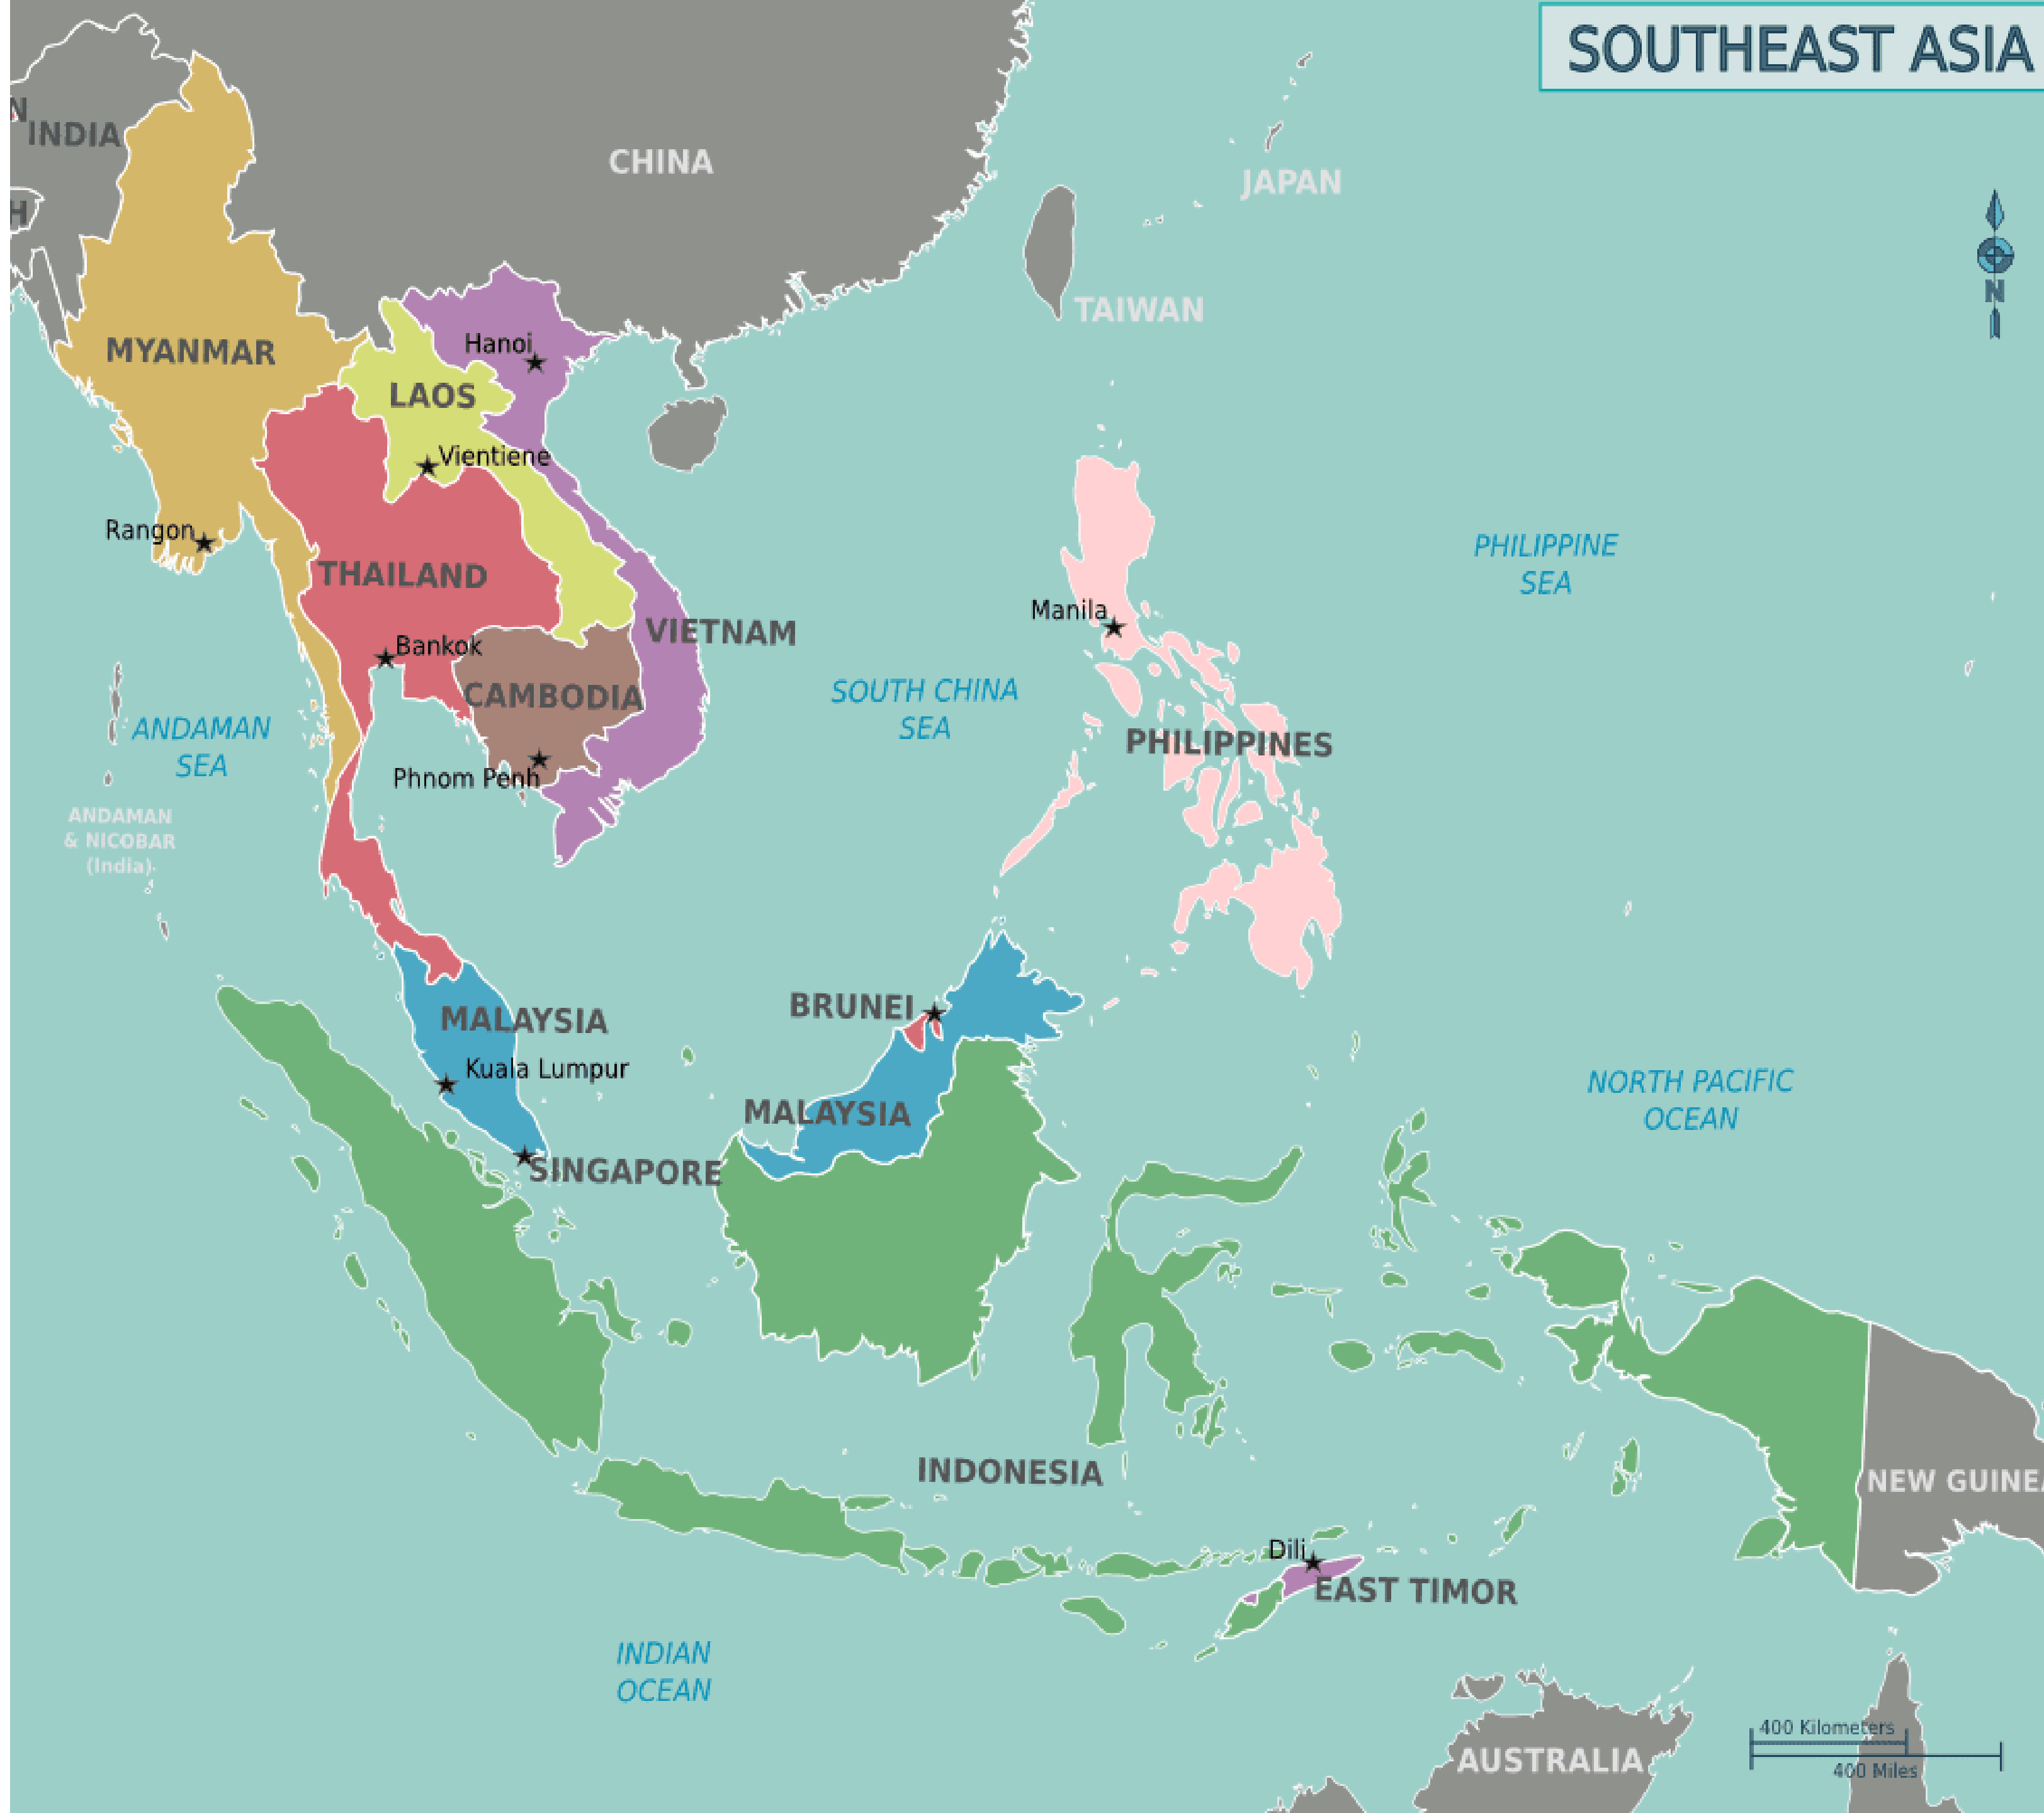 SOUTHEAST ASIA
N
INDIA
CHINA
JAPAN
H
TAIWAN
N
MYANMAR
Hanoi
LAOS
Vientiene
Rangon
THAILAND
PHILIPPINE
SEA
Manila
VIETNAM
Bankok
CAMBODIA
SOUTH CHINA
SEA
ANDAMAN
SEA
PHILIPPINES
Phnom Penh
ANDAMAN
& NICOBAR
(India)
BRUNEI
MALAYSIA
Kuala Lumpur
NORTH PACIFIC
OCEAN
MALAYSIA
SINGAPORE
INDONESIA
NEW GUINEA
Dili
EAST TIMOR
INDIAN
OCEAN
400 Kilometers
AUSTRALIA
400 Miles